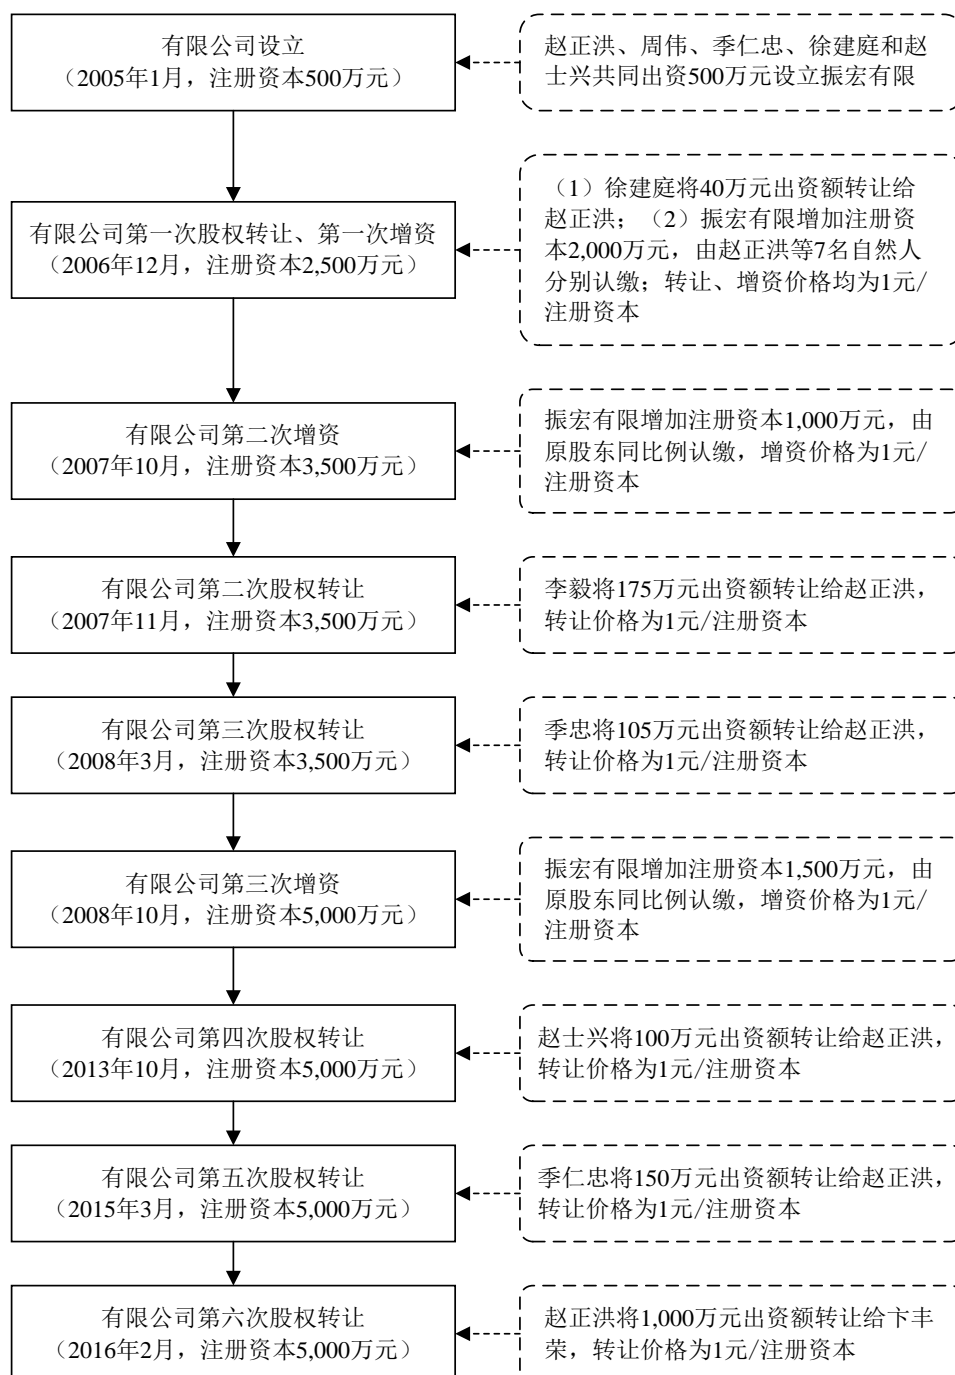 有限公司设立
（2005年1月，注册资本500万元）
赵正洪、周伟、季仁忠、徐建庭和赵
士兴共同出资500万元设立振宏有限
有限公司第一次股权转让、第一次增资
（2006年12月，注册资本2,500万元）
（1）徐建庭将40万元出资额转让给
赵正洪；（2）振宏有限增加注册资
本2,000万元，由赵正洪等7名自然人
分别认缴；转让、增资价格均为1元/
注册资本
有限公司第二次增资
（2007年10月，注册资本3,500万元）
振宏有限增加注册资本1,000万元，由
原股东同比例认缴，增资价格为1元/
注册资本
有限公司第二次股权转让
（2007年11月，注册资本3,500万元）
李毅将175万元出资额转让给赵正洪，
转让价格为1元/注册资本
有限公司第三次股权转让
（2008年3月，注册资本3,500万元）
季忠将105万元出资额转让给赵正洪，
转让价格为1元/注册资本
有限公司第三次增资
（2008年10月，注册资本5,000万元）
振宏有限增加注册资本1,500万元，由
原股东同比例认缴，增资价格为1元/
注册资本
有限公司第四次股权转让
（2013年10月，注册资本5,000万元）
赵士兴将100万元出资额转让给赵正洪，
转让价格为1元/注册资本
有限公司第五次股权转让
（2015年3月，注册资本5,000万元）
季仁忠将150万元出资额转让给赵正洪，
转让价格为1元/注册资本
有限公司第六次股权转让
（2016年2月，注册资本5,000万元）
赵正洪将1,000万元出资额转让给卞丰
荣，转让价格为1元/注册资本